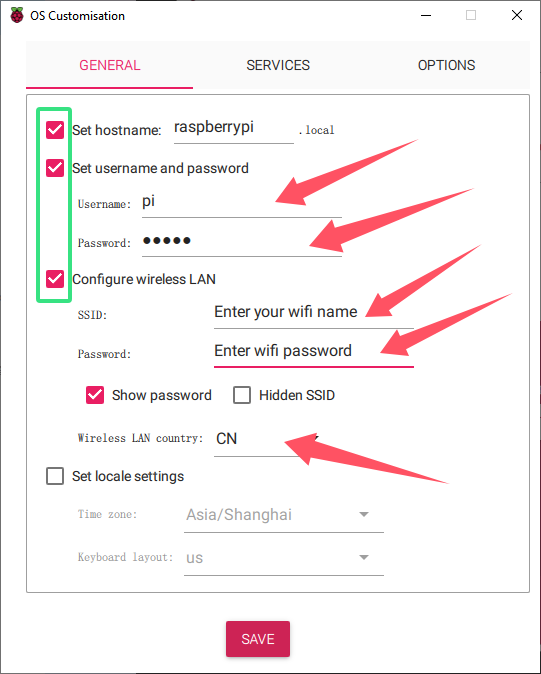 OS Customisation
GENERAL SERVICES OPTIONS
Set hostname: raspberrypi .local
Set username and password
Username: pi
Password: ●●●●●
Configure wireless LAN
SSID: Enter your wifi name
Password: Enter wifi password
Show password Hidden SSID
Wireless LAN country: CN
Set locale settings
Time zone: Asia/Shanghai
Keyboard layout: us
SAVE